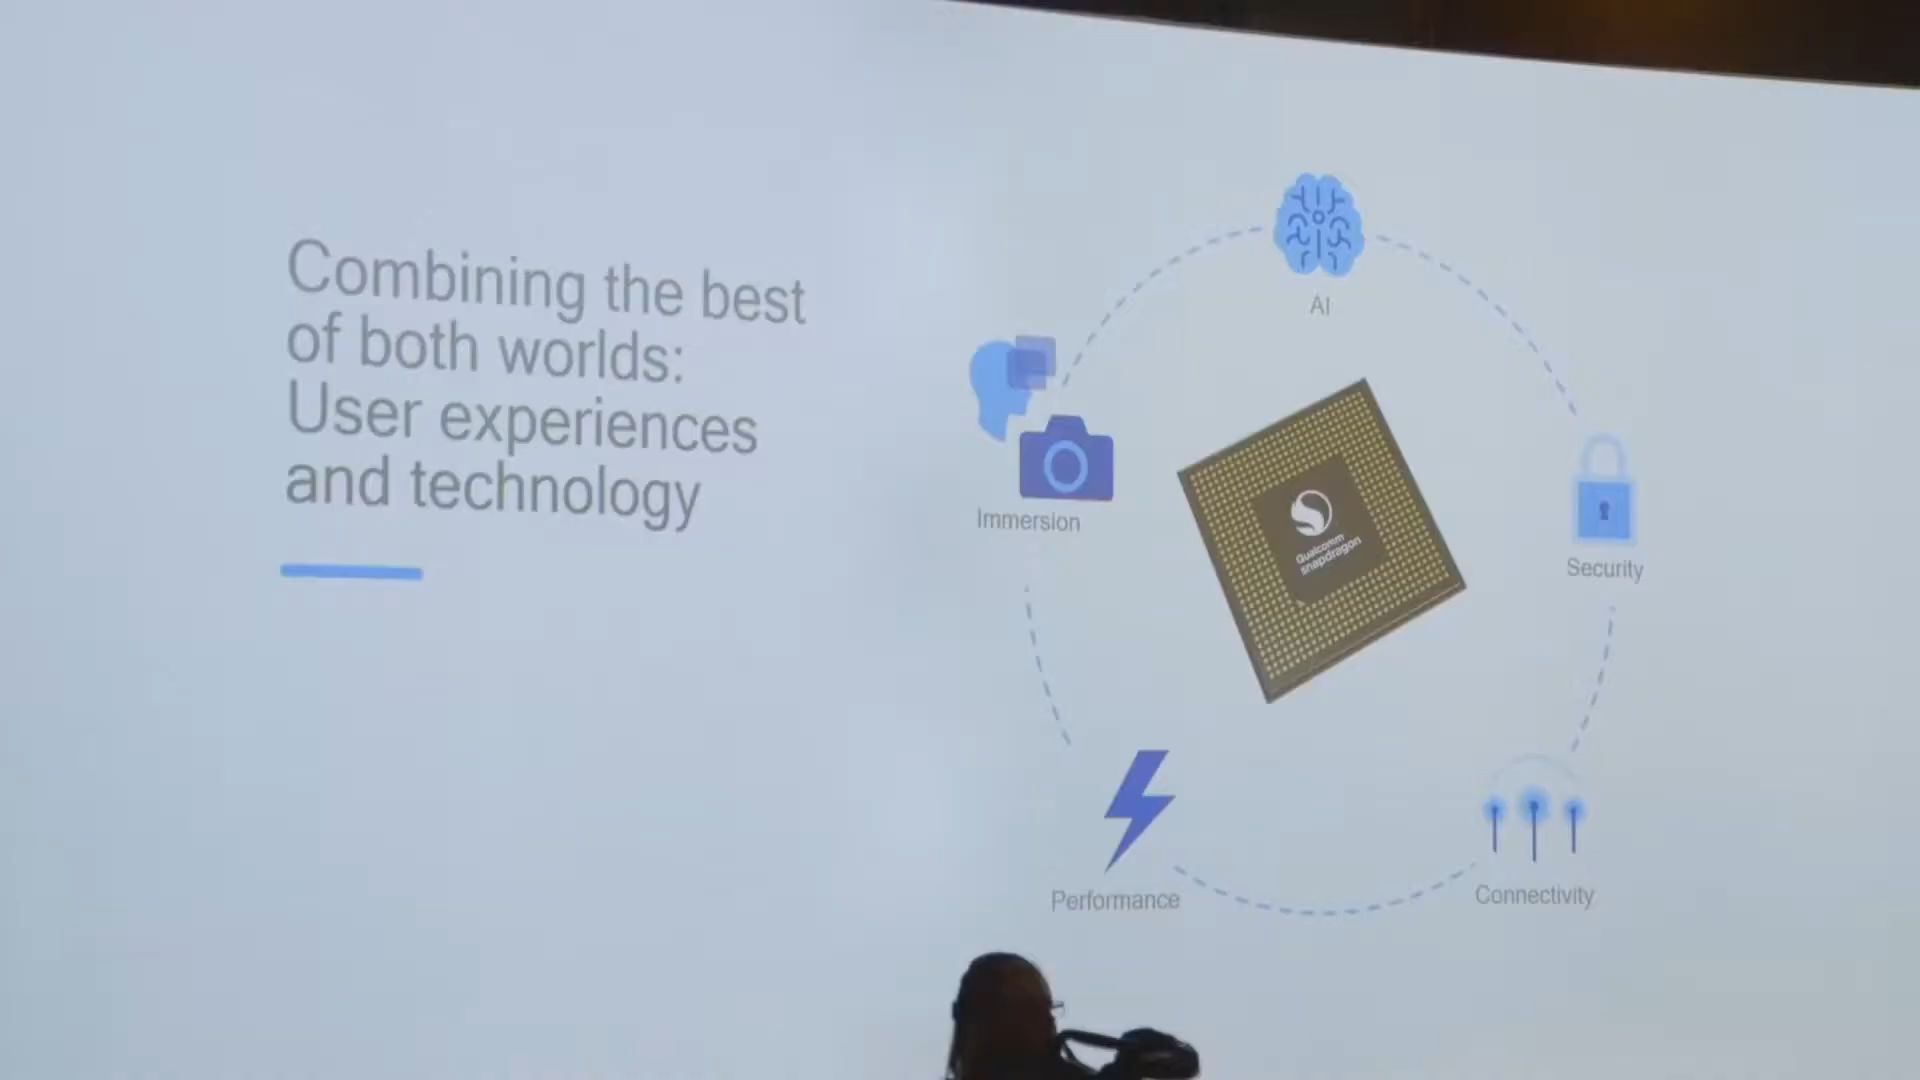 Combining the best
of both worlds:
User experiences
and technology
AI
Immersion
Qualcomm
snapdragon
Security
Performance
Connectivity